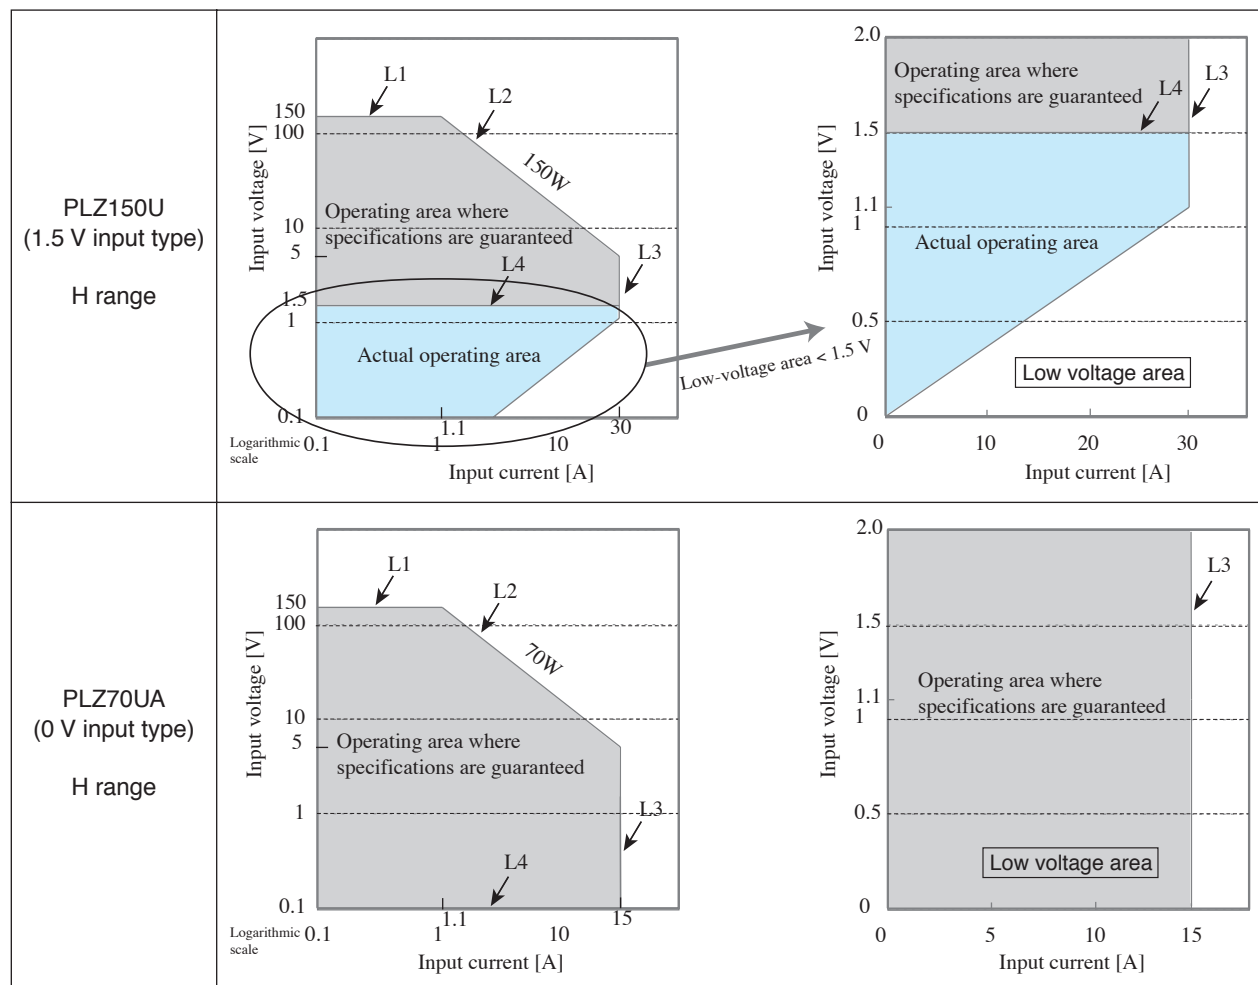 PLZ150U
(1.5 V input type)
H range
L1
L2
150
100
150W
10
Operating area where
specifications are guaranteed
5
L3
L4
1.5
1
Actual operating area
0.1
Input voltage [V]
Low-voltage area < 1.5 V
1.1
30
Logarithmic
scale
0.1
1
10
Input current [A]
2.0
Operating area where
specifications are guaranteed
L3
L4
1.5
1.1
1
Actual operating area
0.5
Low voltage area
0
Input voltage [V]
0
10
20
30
Input current [A]
PLZ70UA
(0 V input type)
H range
L1
L2
150
100
70W
10
5
Operating area where
specifications are guaranteed
1
L3
L4
0.1
Input voltage [V]
1.1
15
Logarithmic
scale
0.1
1
10
Input current [A]
2.0
L3
1.5
Operating area where
specifications are guaranteed
1.1
1
0.5
Low voltage area
0
Input voltage [V]
0
5
10
15
Input current [A]